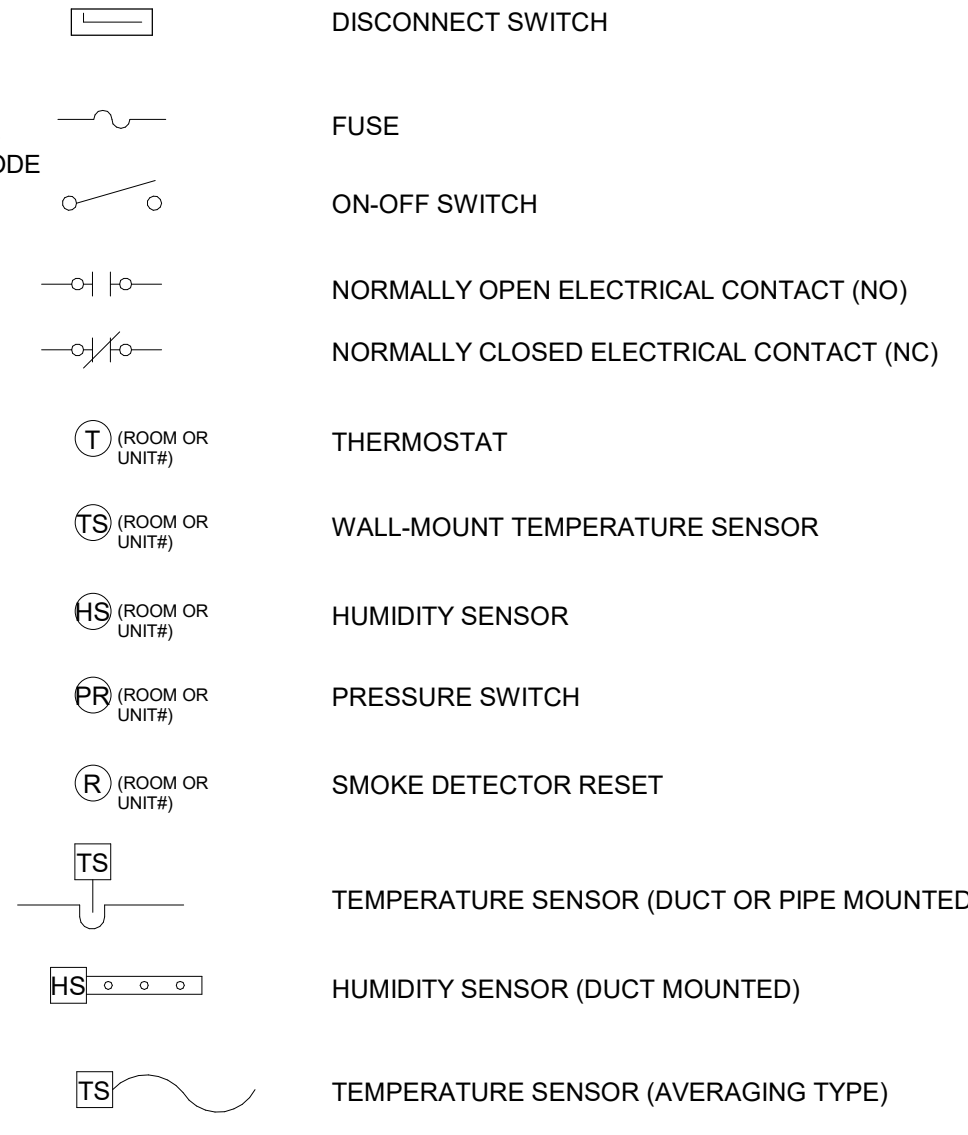 DISCONNECT SWITCH
FUSE
ODE
ON-OFF SWITCH
NORMALLY OPEN ELECTRICAL CONTACT (NO)
NORMALLY CLOSED ELECTRICAL CONTACT (NC)
T (ROOM OR
UNIT#)
THERMOSTAT
TS (ROOM OR
UNIT#)
WALL-MOUNT TEMPERATURE SENSOR
HS (ROOM OR
UNIT#)
HUMIDITY SENSOR
PR (ROOM OR
UNIT#)
PRESSURE SWITCH
R (ROOM OR
UNIT#)
SMOKE DETECTOR RESET
TS
TEMPERATURE SENSOR (DUCT OR PIPE MOUNTED
HS
HUMIDITY SENSOR (DUCT MOUNTED)
TS
TEMPERATURE SENSOR (AVERAGING TYPE)